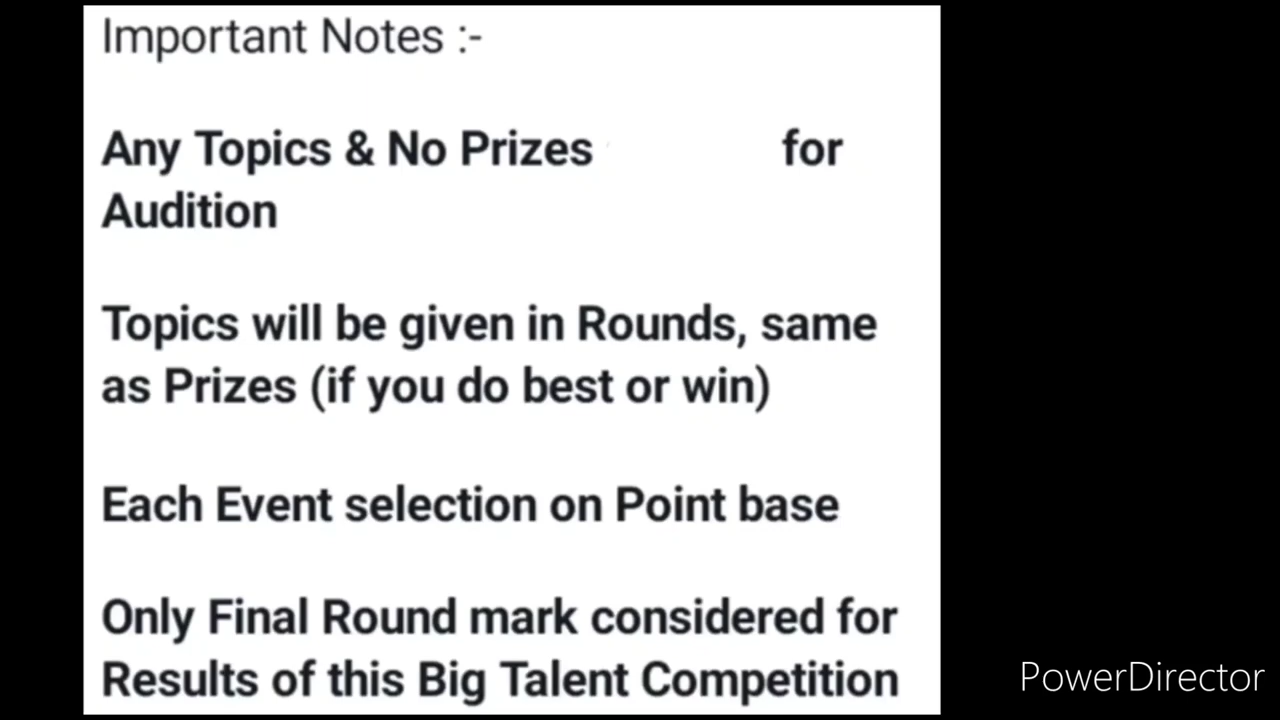 Important Notes :-
Any Topics & No Prizes for
Audition
Topics will be given in Rounds, same
as Prizes (if you do best or win)
Each Event selection on Point base
Only Final Round mark considered for
Results of this Big Talent Competition
PowerDirector